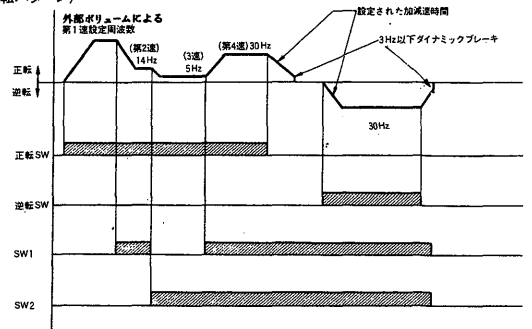 外部ボリュームによる
第1速設定周波数
(第2速)
14Hz
(3速)
5Hz
(第4速)30Hz
設定された加減速時間
3Hz以下ダイナミックブレーキ
正転
逆転
30Hz
正転SW
逆転SW
SW1
SW2